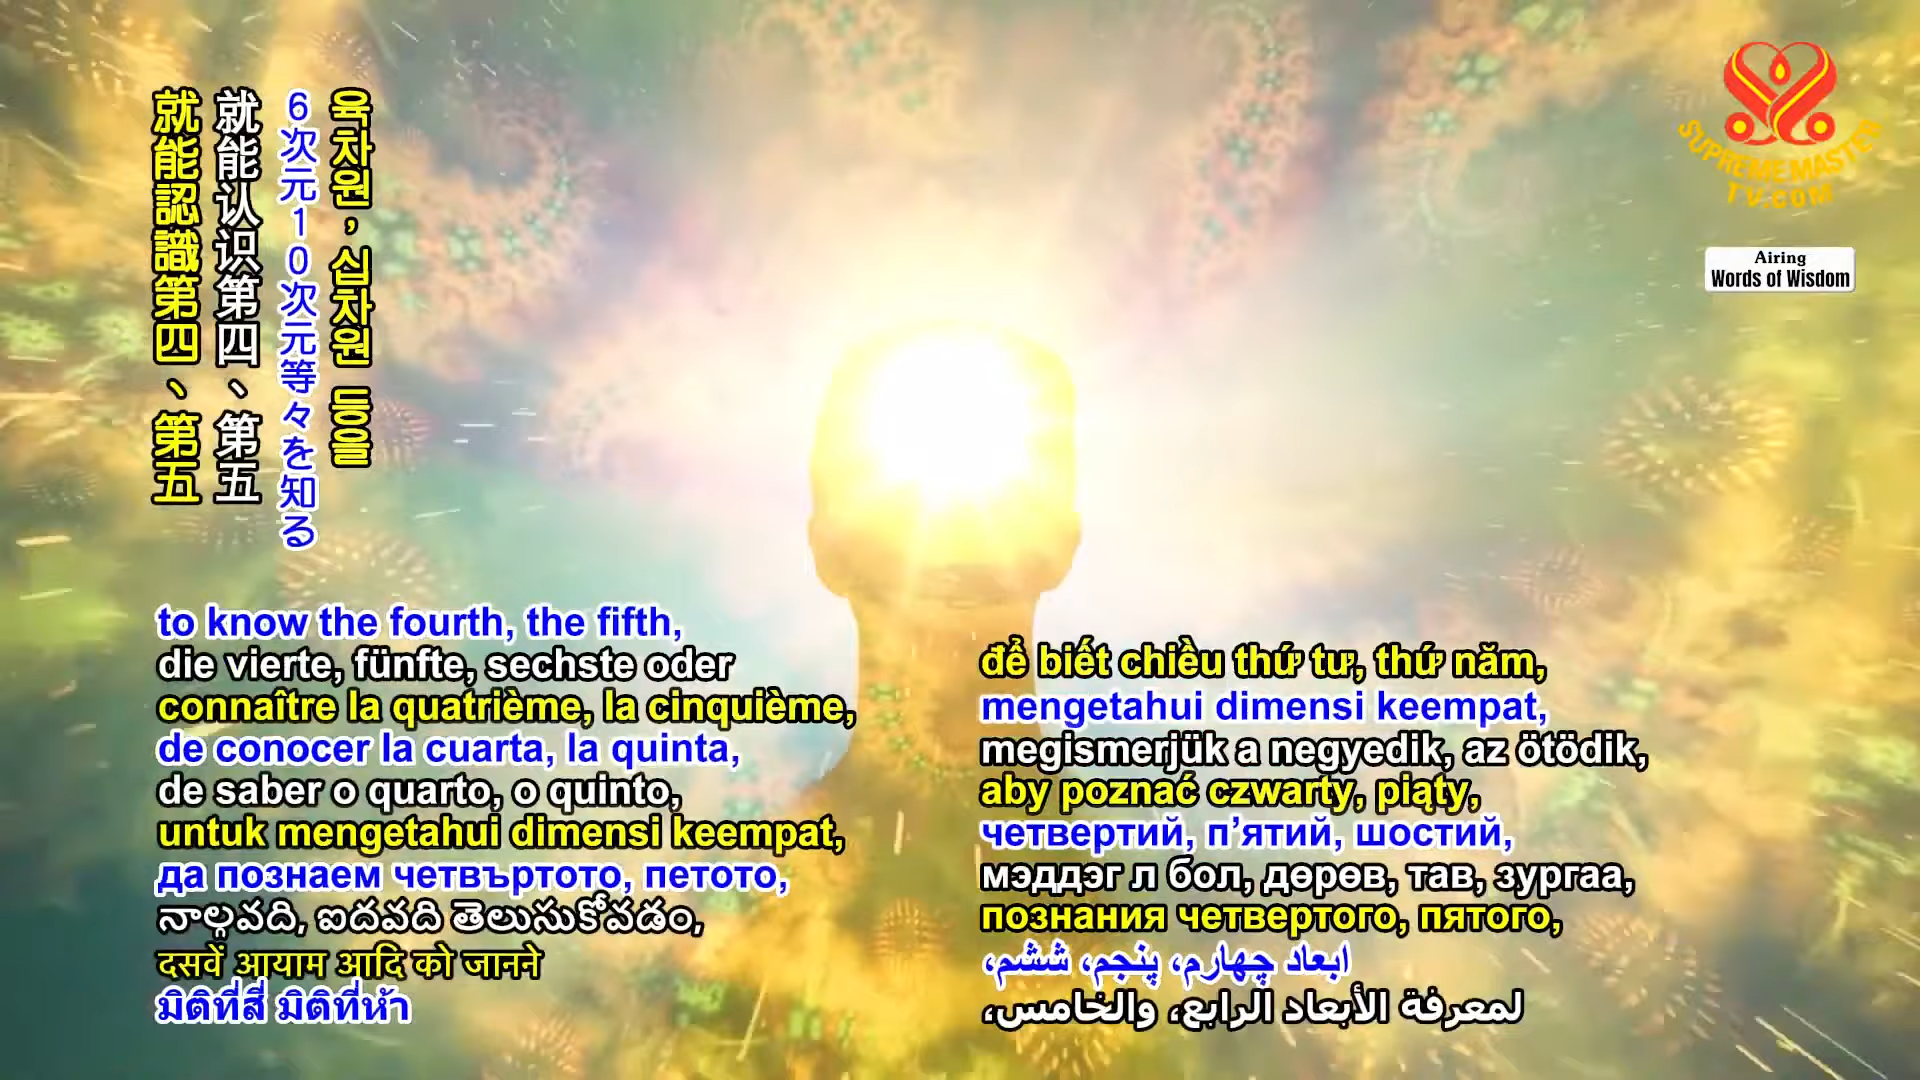 就能認識第四、第五
就能认识第四、第五
6次元10次元等々を知る
육차원, 십차원 등을
SUPREME MASTER
TV.COM
Airing
Words of Wisdom
to know the fourth, the fifth,
die vierte, fünfte, sechste oder
connaître la quatrième, la cinquième,
de conocer la cuarta, la quinta,
de saber o quarto, o quinto,
untuk mengetahui dimensi keempat,
да познаем четвъртото, петото,
నాల్గవది, ఐదవది తెలుసుకోవడం,
दसवें आयाम आदि को जानने
มิติที่สี่ มิติที่ห้า
để biết chiều thứ tư, thứ năm,
mengetahui dimensi keempat,
megismerjük a negyedik, az ötödik,
aby poznać czwarty, piąty,
четвертий, п’ятий, шостий,
мэддэг л бол, дөрөв, тав, зургаа,
познания четвертого, пятого,
ابعاد چهارم، پنجم، ششم،
لمعرفة الأبعاد الرابع، والخامس،